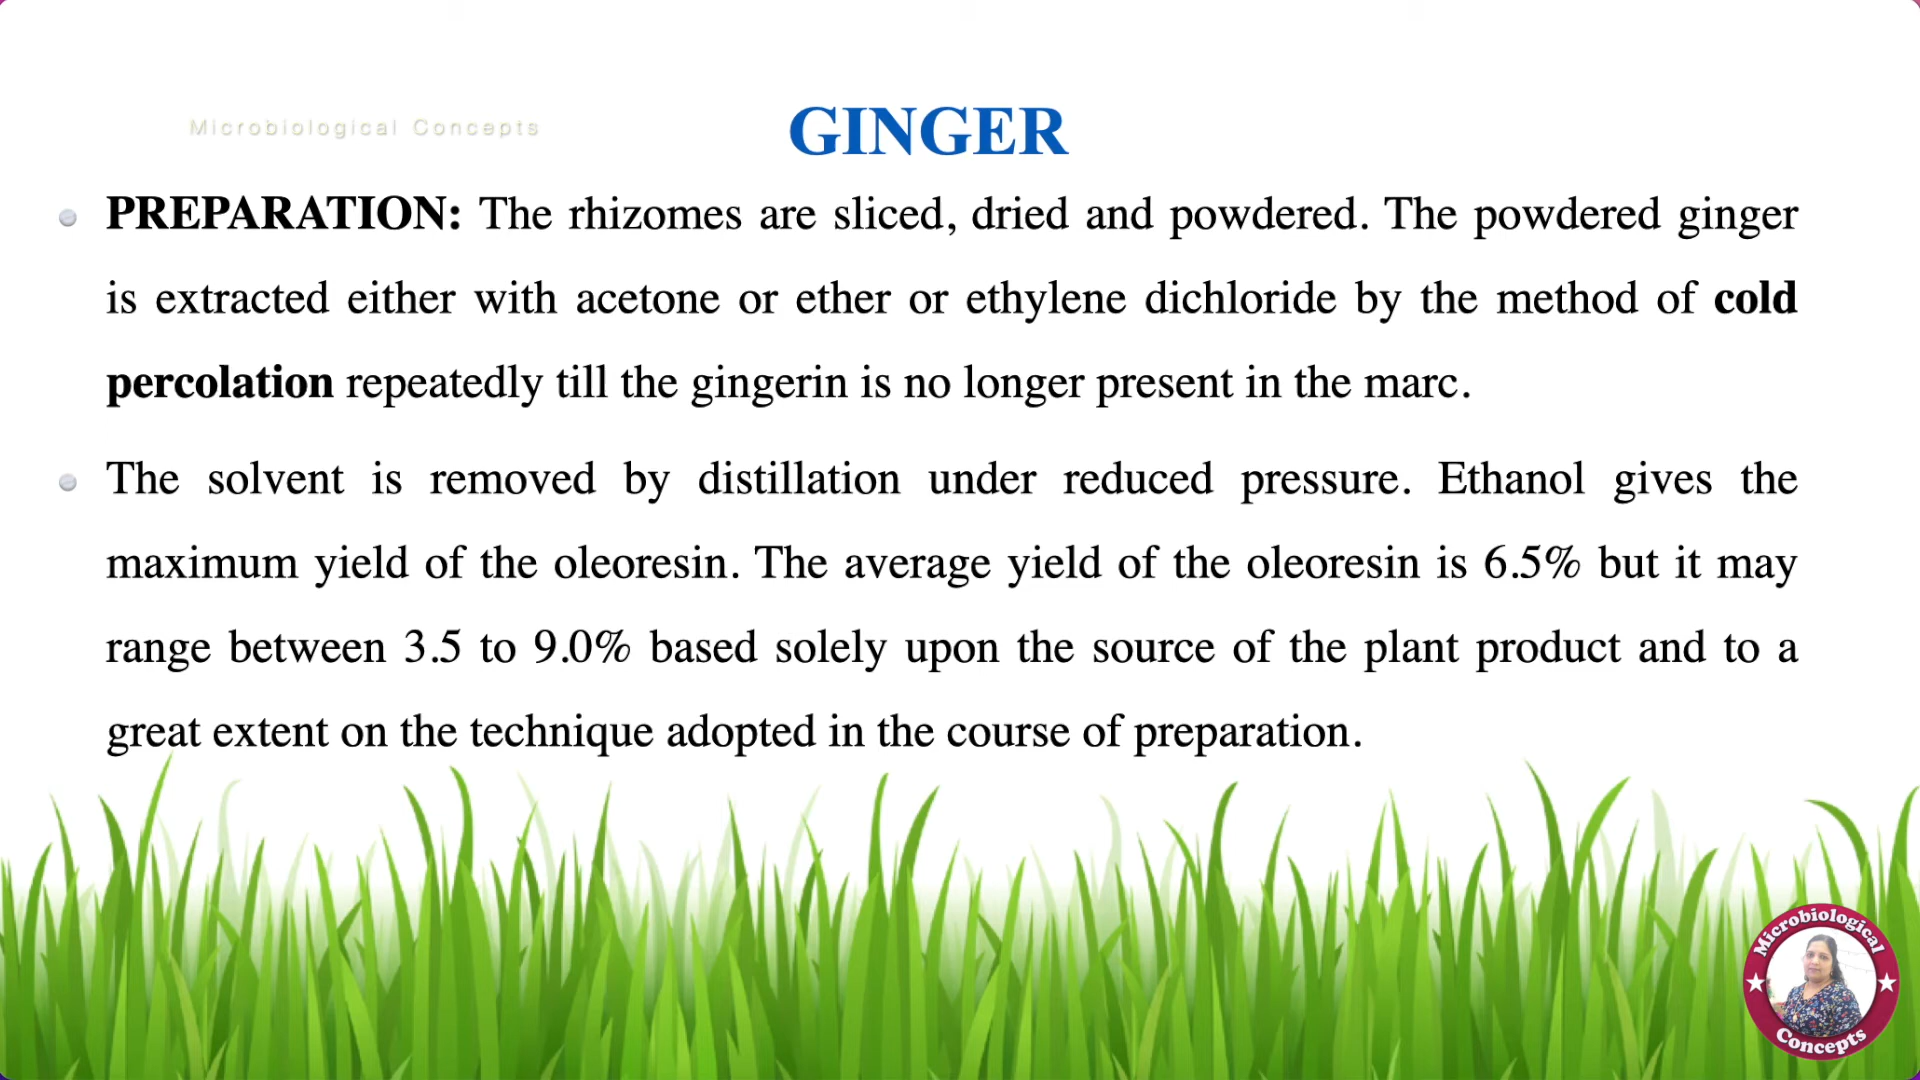 Microbiological Concepts
GINGER
PREPARATION: The rhizomes are sliced, dried and powdered. The powdered ginger
is extracted either with acetone or ether or ethylene dichloride by the method of cold
percolation repeatedly till the gingerin is no longer present in the marc.
The solvent is removed by distillation under reduced pressure. Ethanol gives the
maximum yield of the oleoresin. The average yield of the oleoresin is 6.5% but it may
range between 3.5 to 9.0% based solely upon the source of the plant product and to a
great extent on the technique adopted in the course of preparation.
Microbiological
Concepts